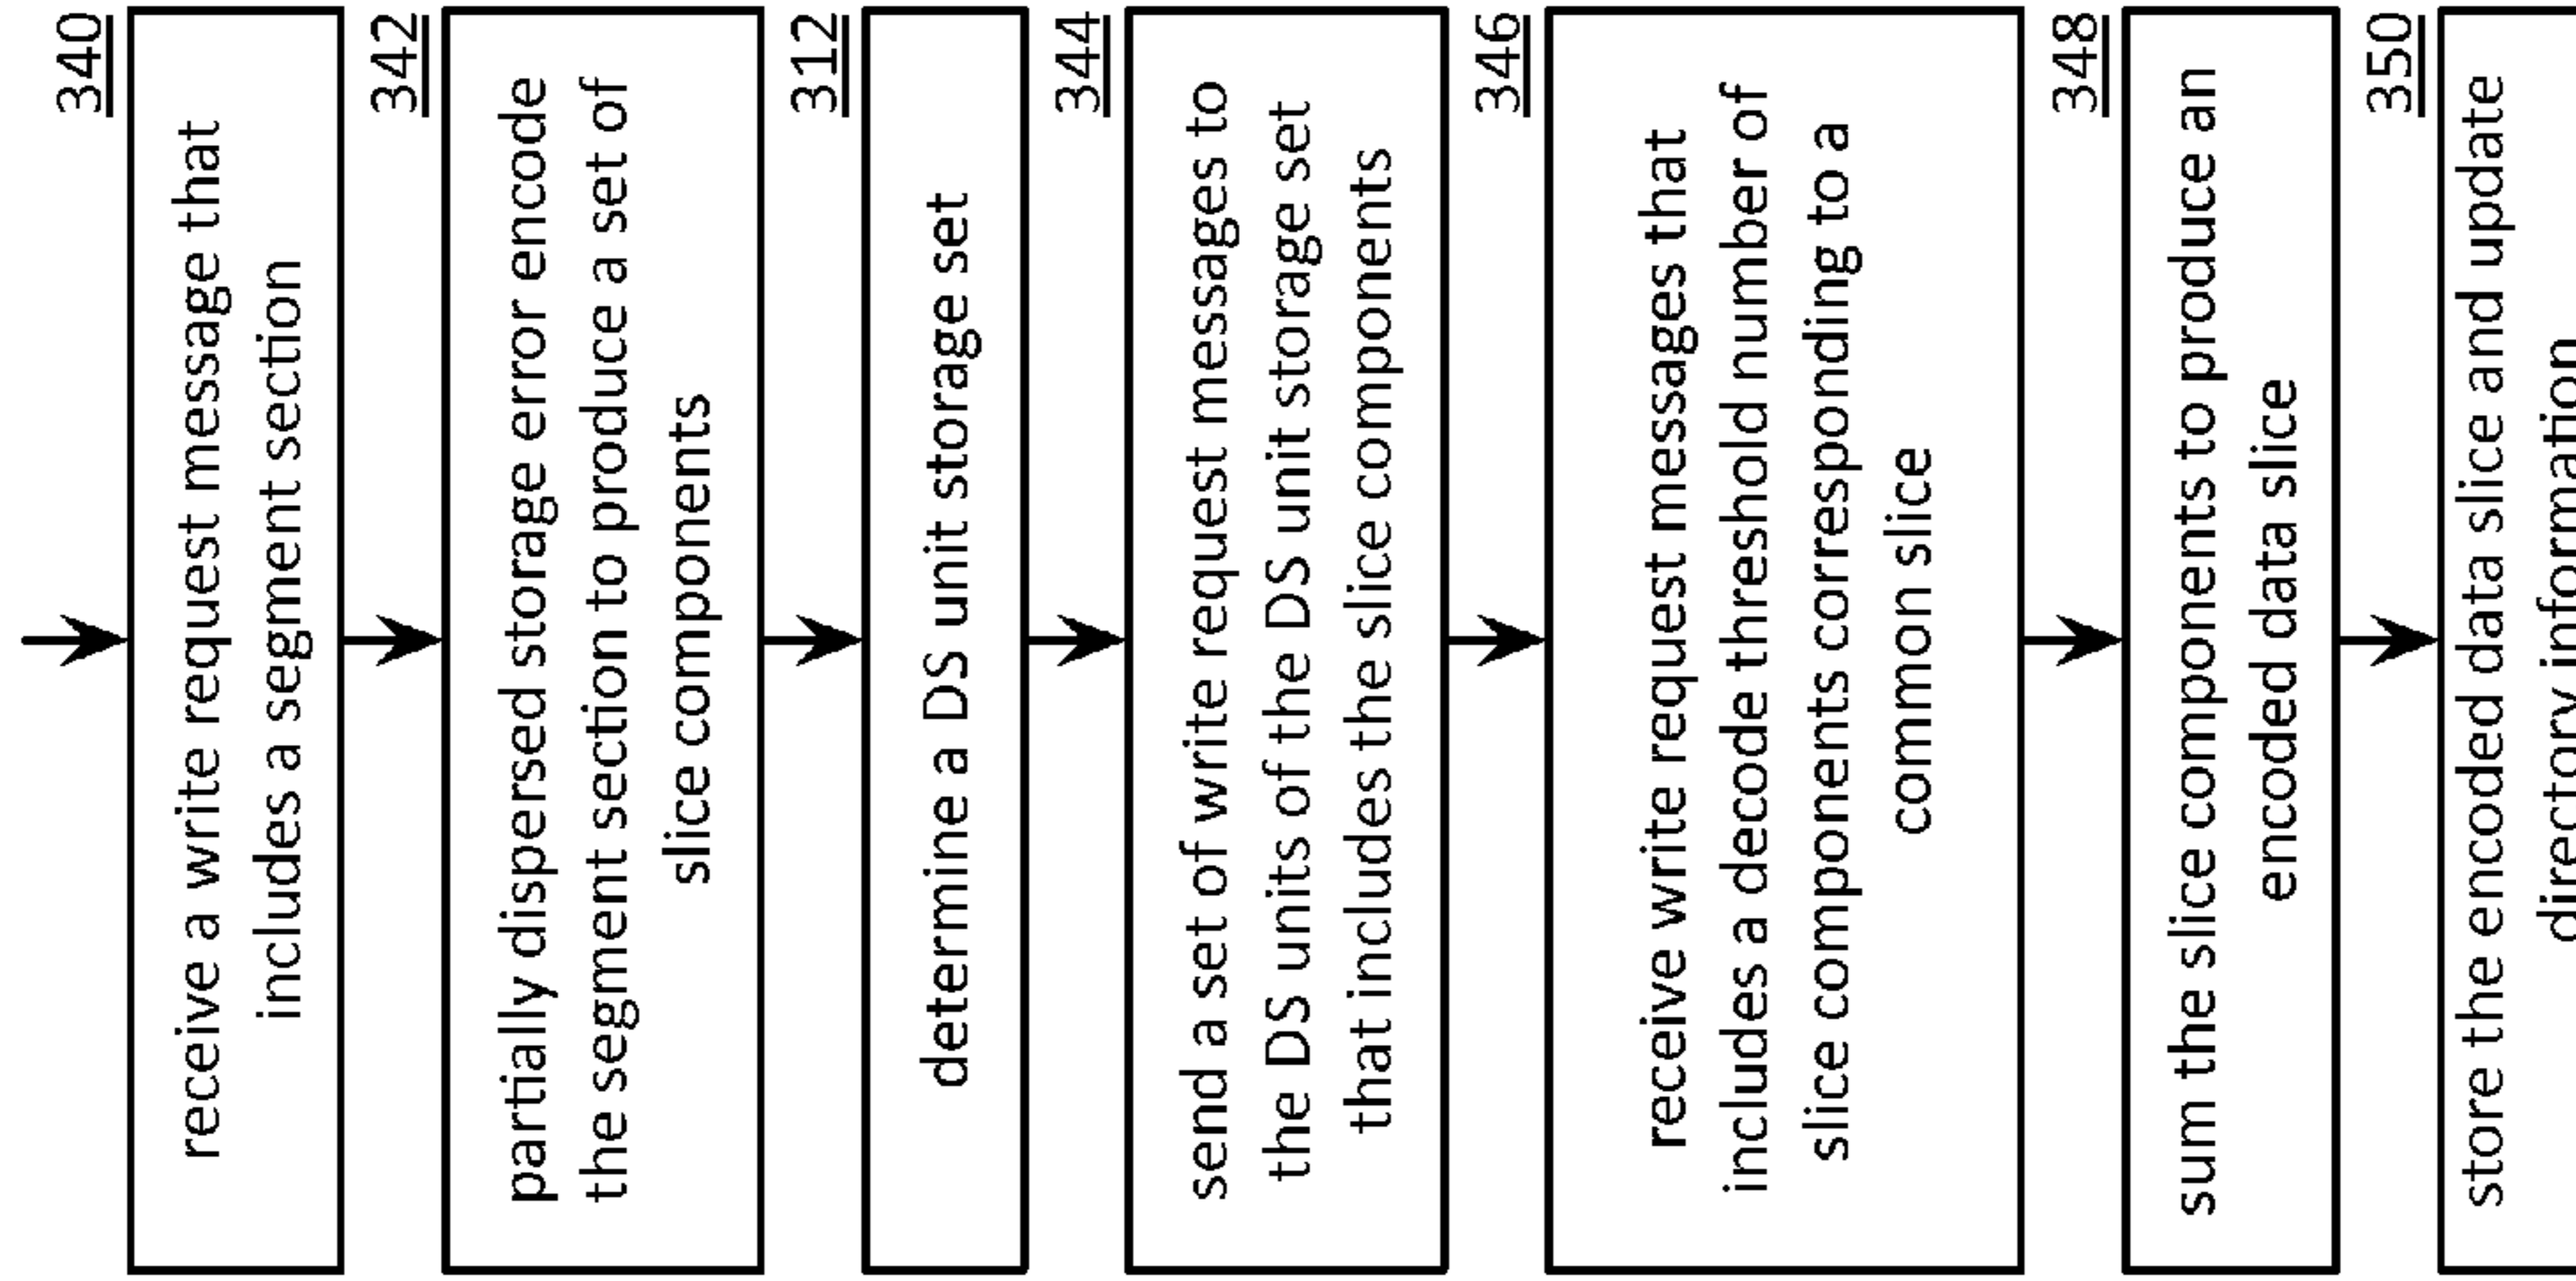 340
receive a write request message that
includes a segment section
342
partially dispersed storage error encode
the segment section to produce a set of
slice components
312
determine a DS unit storage set
344
send a set of write request messages to
the DS units of the DS unit storage set
that includes the slice components
346
receive write request messages that
includes a decode threshold number of
slice components corresponding to a
common slice
348
sum the slice components to produce an
encoded data slice
350
store the encoded data slice and update
directory information